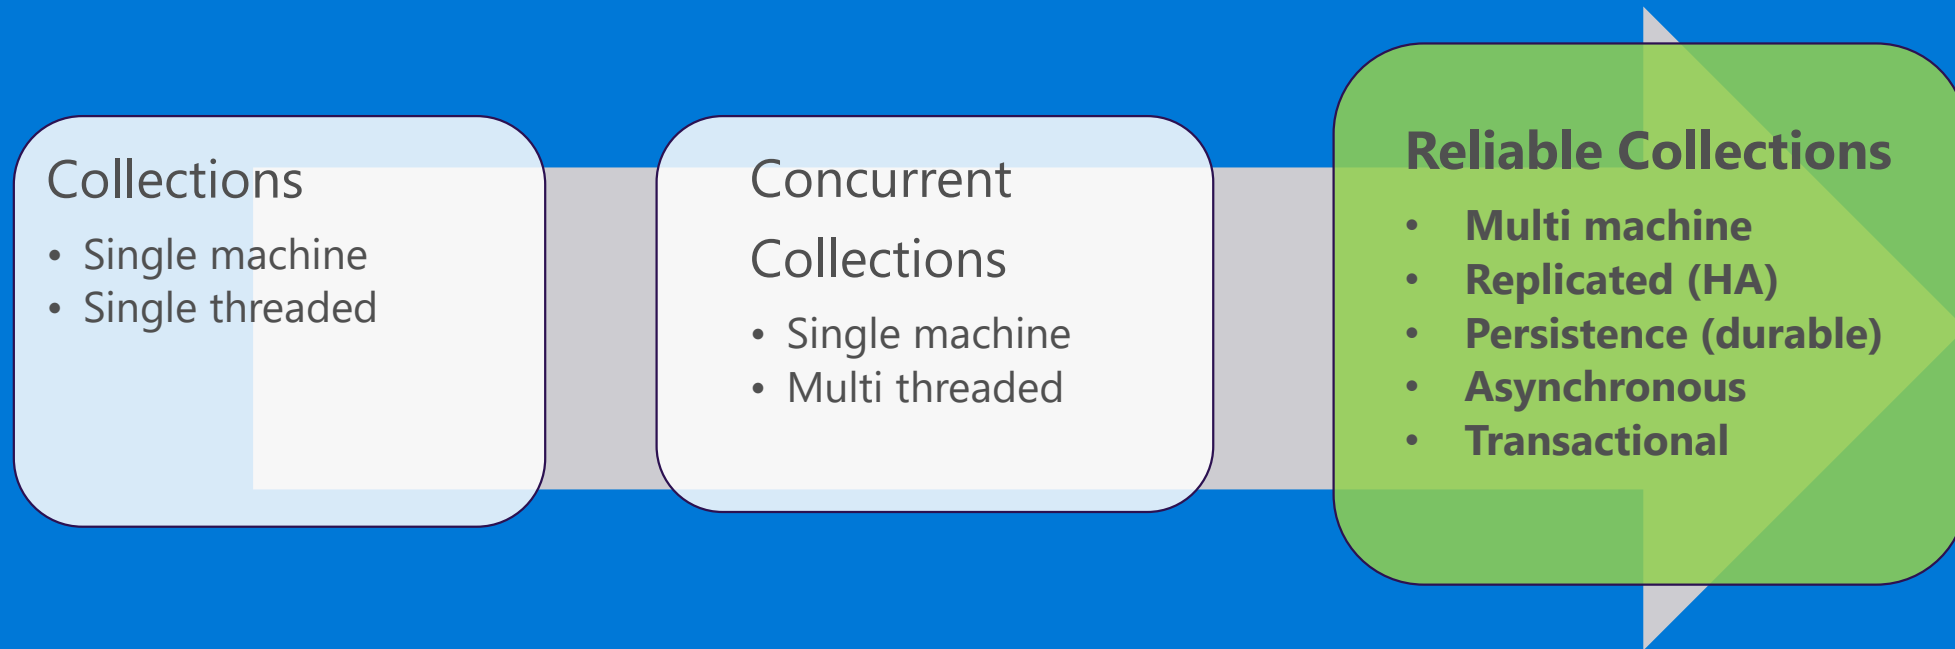 Collections
• Single machine
• Single threaded
Concurrent
Collections
• Single machine
• Multi threaded
Reliable Collections
• Multi machine
• Replicated (HA)
• Persistence (durable)
• Asynchronous
• Transactional